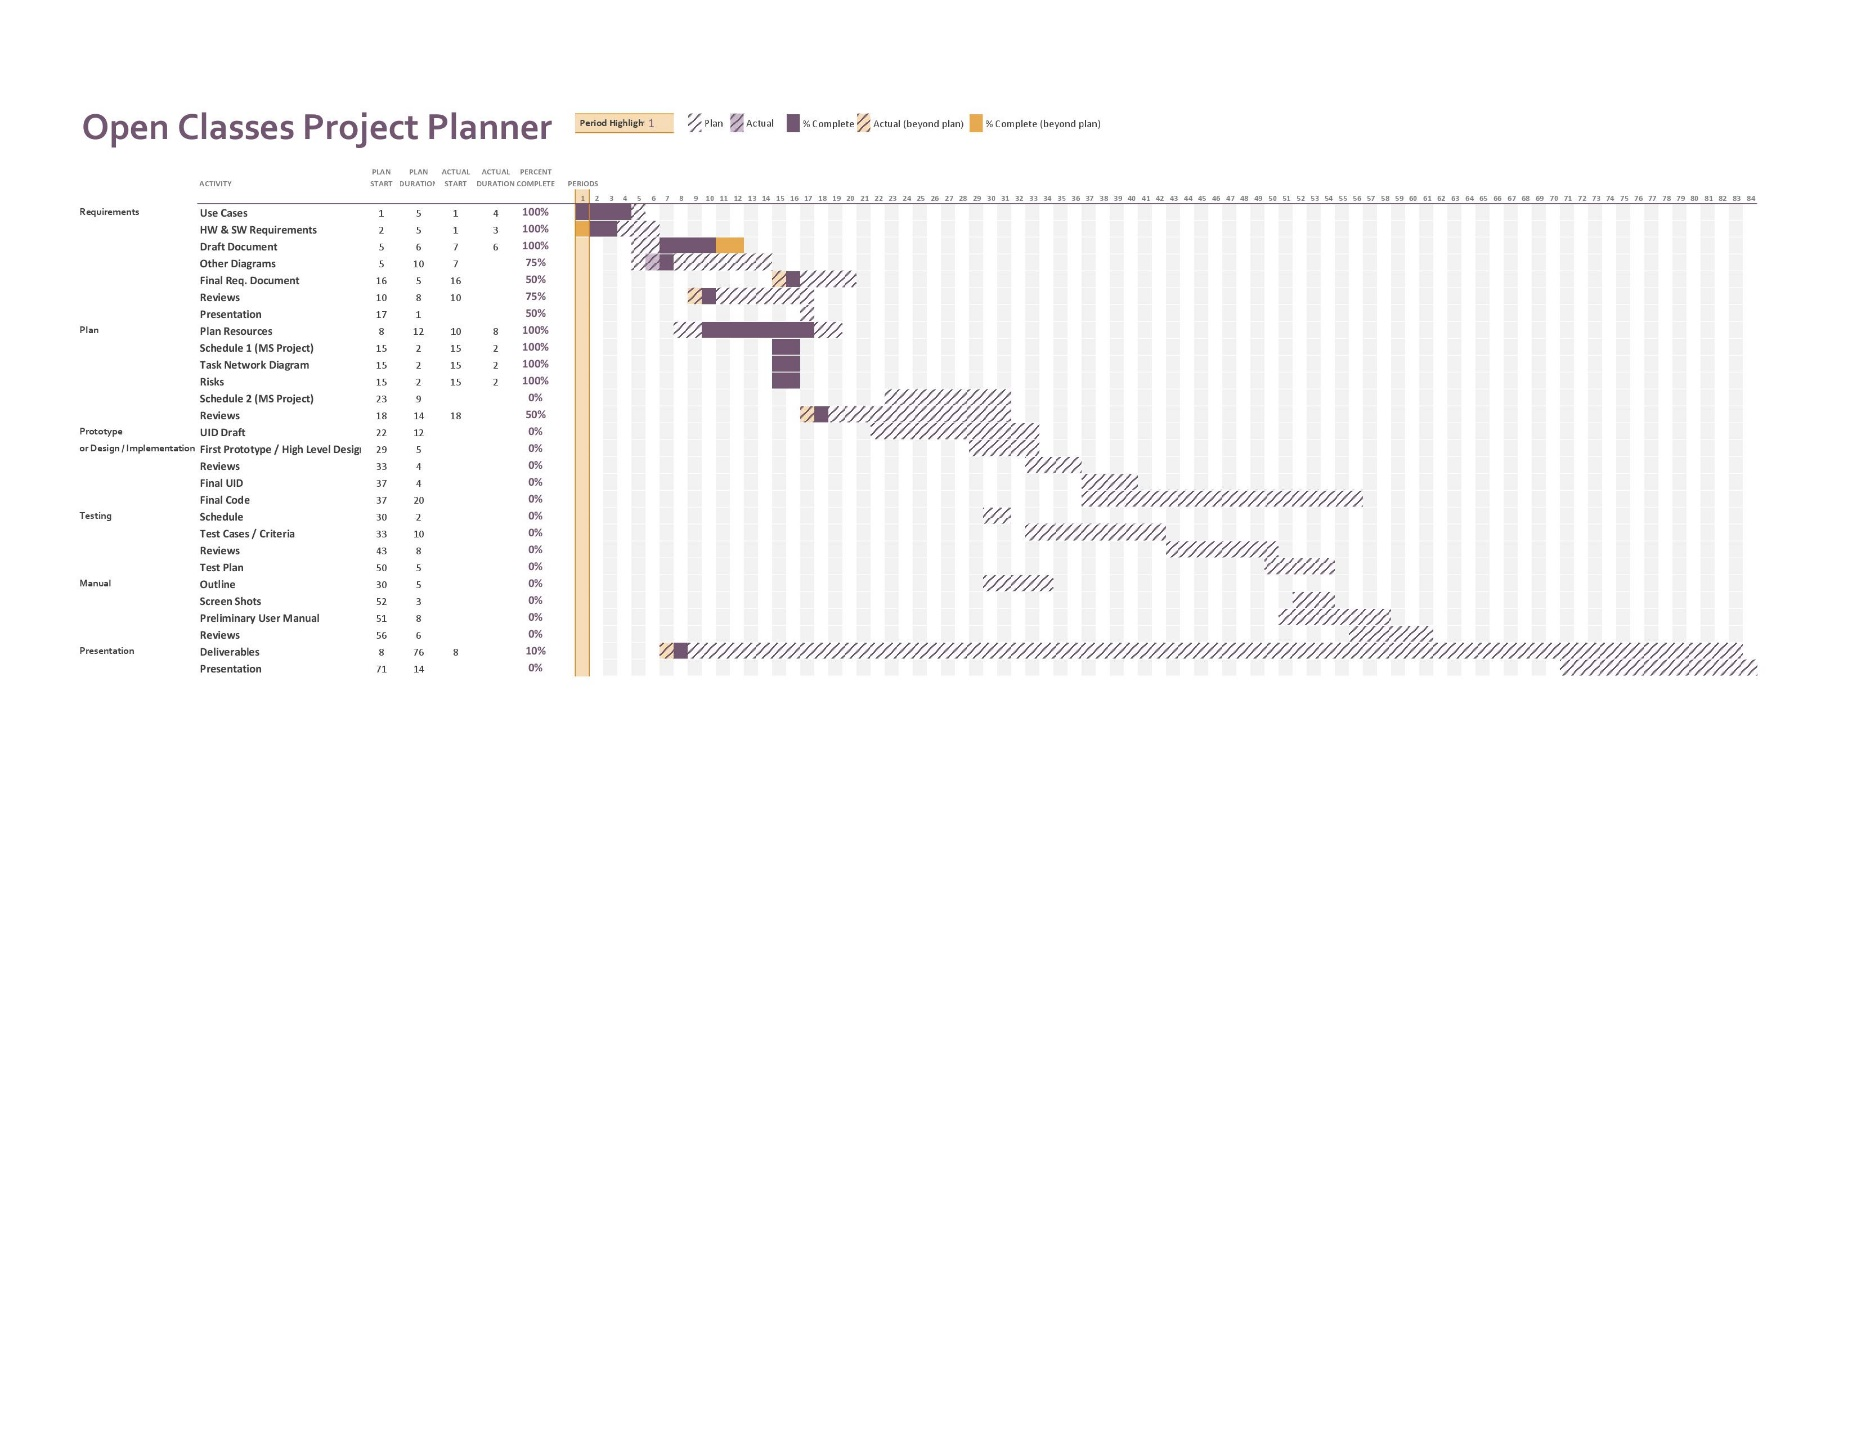 Open Classes Project Planner
Period Highligh 1 Plan Actual % Complete Actual (beyond plan) % Complete (beyond plan)
PLAN PLAN ACTUAL ACTUAL PERCENT
ACTIVITY START DURATION START DURATION COMPLETE PERIODS
1 2 3 4 5 6 7 8 9 10 11 12 13 14 15 16 17 18 19 20 21 22 23 24 25 26 27 28 29 30 31 32 33 34 35 36 37 38 39 40 41 42 43 44 45 46 47 48 49 50 51 52 53 54 55 56 57 58 59 60 61 62 63 64 65 66 67 68 69 70 71 72 73 74 75 76 77 78 79 80 81 82 83 84
Requirements Use Cases 1 5 1 4 100%
HW & SW Requirements 2 5 1 3 100%
Draft Document 5 6 7 6 100%
Other Diagrams 5 10 7 75%
Final Req. Document 16 5 16 50%
Reviews 10 8 10 75%
Presentation 17 1 50%
Plan Plan Resources 8 12 10 8 100%
Schedule 1 (MS Project) 15 2 15 2 100%
Task Network Diagram 15 2 15 2 100%
Risks 15 2 15 2 100%
Schedule 2 (MS Project) 23 9 0%
Reviews 18 14 18 50%
Prototype UID Draft 22 12 0%
or Design / Implementation First Prototype / High Level Design 29 5 0%
Reviews 33 4 0%
Final UID 37 4 0%
Final Code 37 20 0%
Testing Schedule 30 2 0%
Test Cases / Criteria 33 10 0%
Reviews 43 8 0%
Test Plan 50 5 0%
Manual Outline 30 5 0%
Screen Shots 52 3 0%
Preliminary User Manual 51 8 0%
Reviews 56 6 0%
Presentation Deliverables 8 76 8 10%
Presentation 71 14 0%